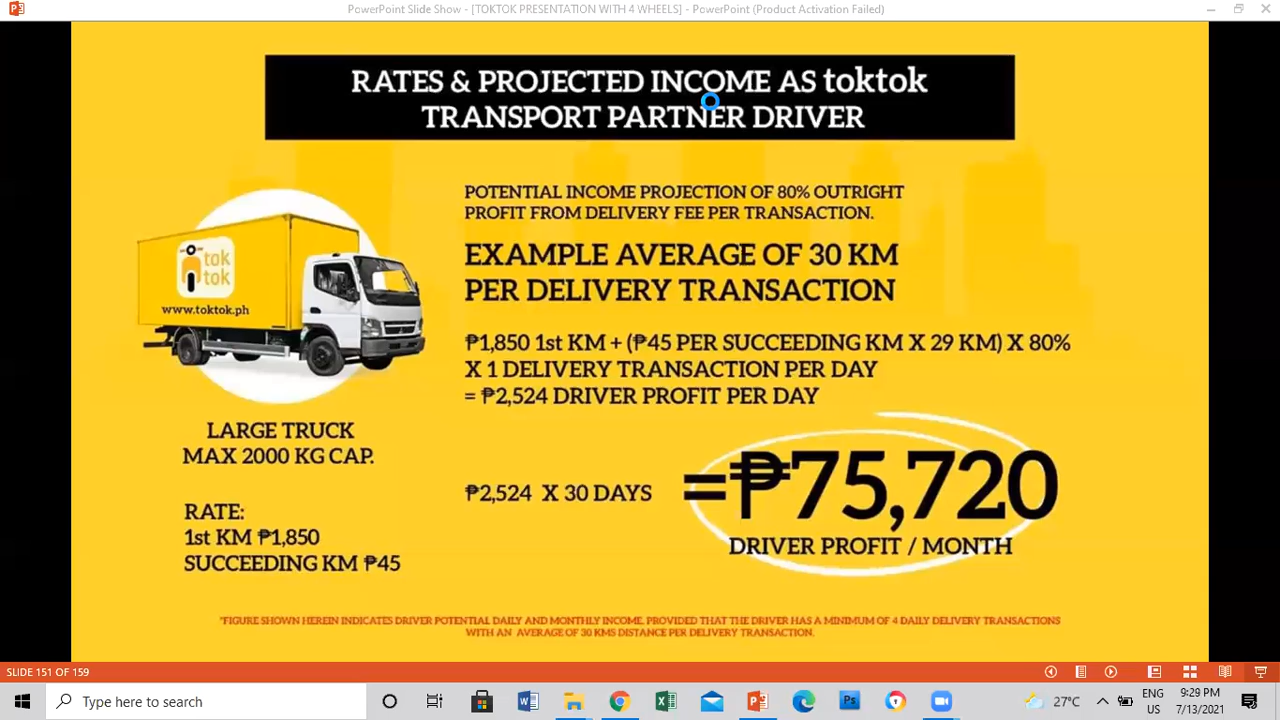 PowerPoint Slide Show - [TOKTOK PRESENTATION WITH 4 WHEELS] - PowerPoint (Product Activation Failed)
RATES & PROJECTED INCOME AS toktok
TRANSPORT PARTNER DRIVER
POTENTIAL INCOME PROJECTION OF 80% OUTRIGHT
PROFIT FROM DELIVERY FEE PER TRANSACTION.
EXAMPLE AVERAGE OF 30 KM
PER DELIVERY TRANSACTION
₱1,850 1st KM + (₱45 PER SUCCEEDING KM X 29 KM) X 80%
X 1 DELIVERY TRANSACTION PER DAY
= ₱2,524 DRIVER PROFIT PER DAY
tok
tok
www.toktok.ph
LARGE TRUCK
MAX 2000 KG CAP.
RATE:
1st KM ₱1,850
SUCCEEDING KM ₱45
₱2,524 X 30 DAYS
=₱75,720
DRIVER PROFIT / MONTH
*FIGURE SHOWN HEREIN INDICATES DRIVER POTENTIAL DAILY AND MONTHLY INCOME, PROVIDED THAT THE DRIVER HAS A MINIMUM OF 4 DAILY DELIVERY TRANSACTIONS
WITH AN AVERAGE OF 30 KMS DISTANCE PER DELIVERY TRANSACTION.
SLIDE 151 OF 159
Type here to search
27°C
ENG
US
9:29 PM
7/13/2021